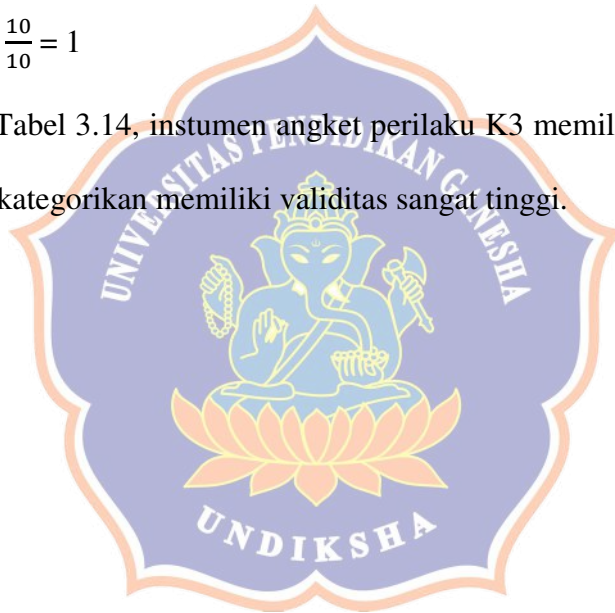 10/10 = 1
Tabel 3.14, instumen angket perilaku K3 memil
kategorikan memiliki validitas sangat tinggi.
UNIVERSITAS PENDIDIKAN GANESHA
UNDIKSHA